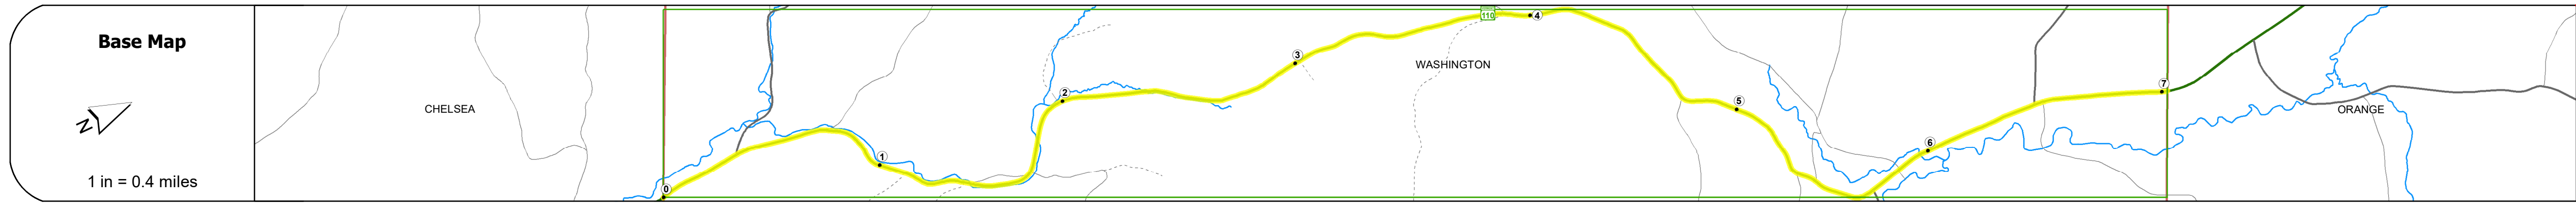 Base Map
N
1 in = 0.4 miles
CHELSEA
0
1
2
3
110
4
WASHINGTON
5
6
7
ORANGE